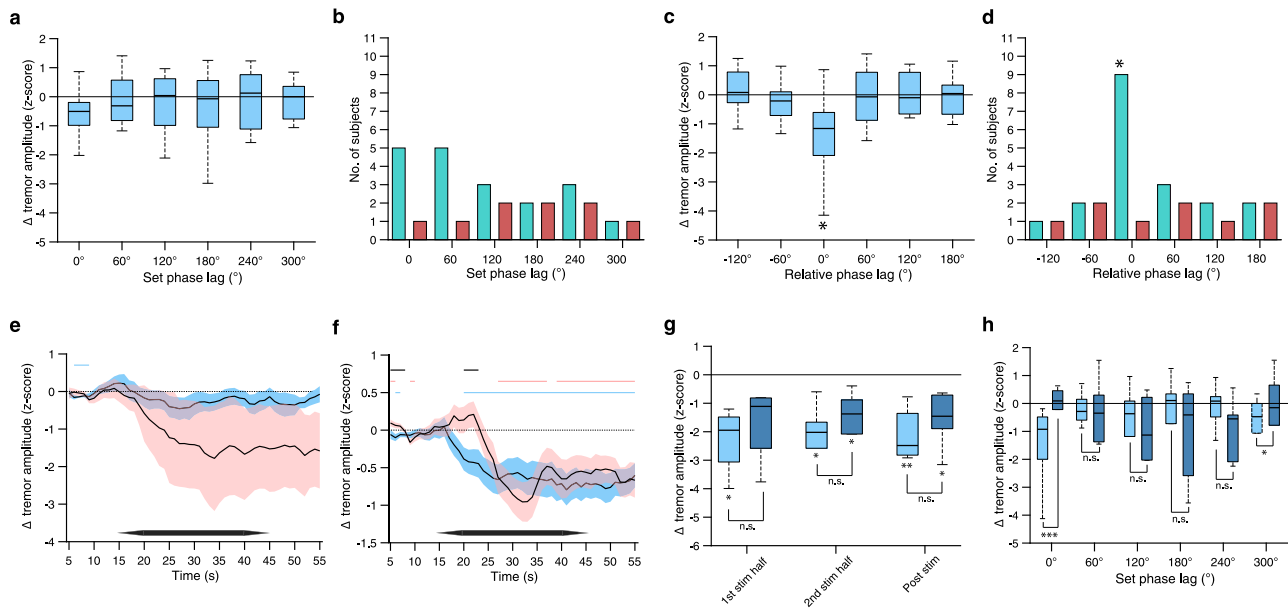 a
2
1
0
-1
-2
-3
-4
-5
Δ tremor amplitude (z-score)
0° 60° 120° 180° 240° 300°
Set phase lag (°)
b
11
10
9
8
7
6
5
4
3
2
1
0
No. of subjects
0 60 120 180 240 300
Set phase lag (°)
c
2
1
0
-1
-2
-3
-4
-5
Δ tremor amplitude (z-score)
*
-120° -60° 0° 60° 120° 180°
Relative phase lag (°)
d
11
10
9
8
7
6
5
4
3
2
1
0
No. of subjects
*
-120 -60 0 60 120 180
Relative phase lag (°)
e
1
0
-1
-2
-3
-4
Δ tremor amplitude (z-score)
5 10 15 20 25 30 35 40 45 50 55
Time (s)
f
1
0.5
0
-0.5
-1
-1.5
Δ tremor amplitude (z-score)
5 10 15 20 25 30 35 40 45 50 55
Time (s)
g
1
0
-1
-2
-3
-4
-5
-6
Δ tremor amplitude (z-score)
* n.s.
* n.s. *
** n.s. *
1st stim half
2nd stim half
Post stim
h
2
1
0
-1
-2
-3
-4
-5
Δ tremor amplitude (z-score)
***
n.s.
n.s.
n.s.
n.s.
*
0° 60° 120° 180° 240° 300°
Set phase lag (°)